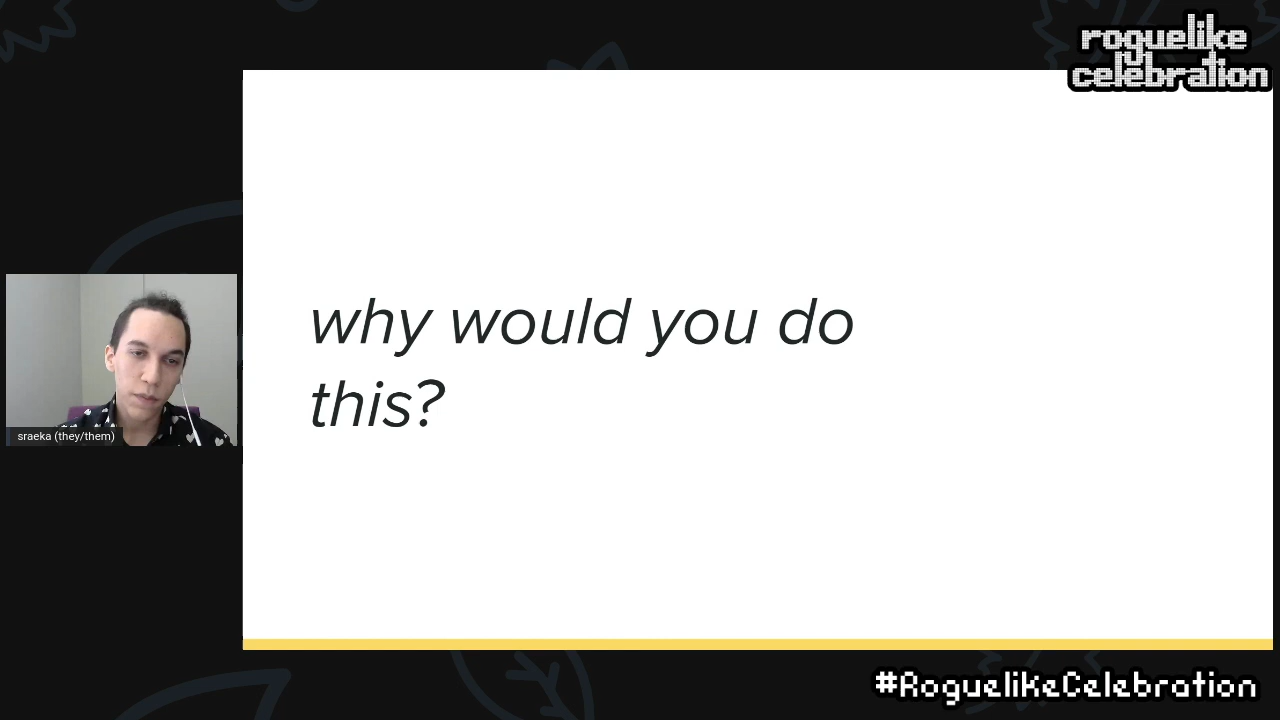 roguelike
celebration
why would you do
this?
sraeka (they/them)
#RoguelikeCelebration